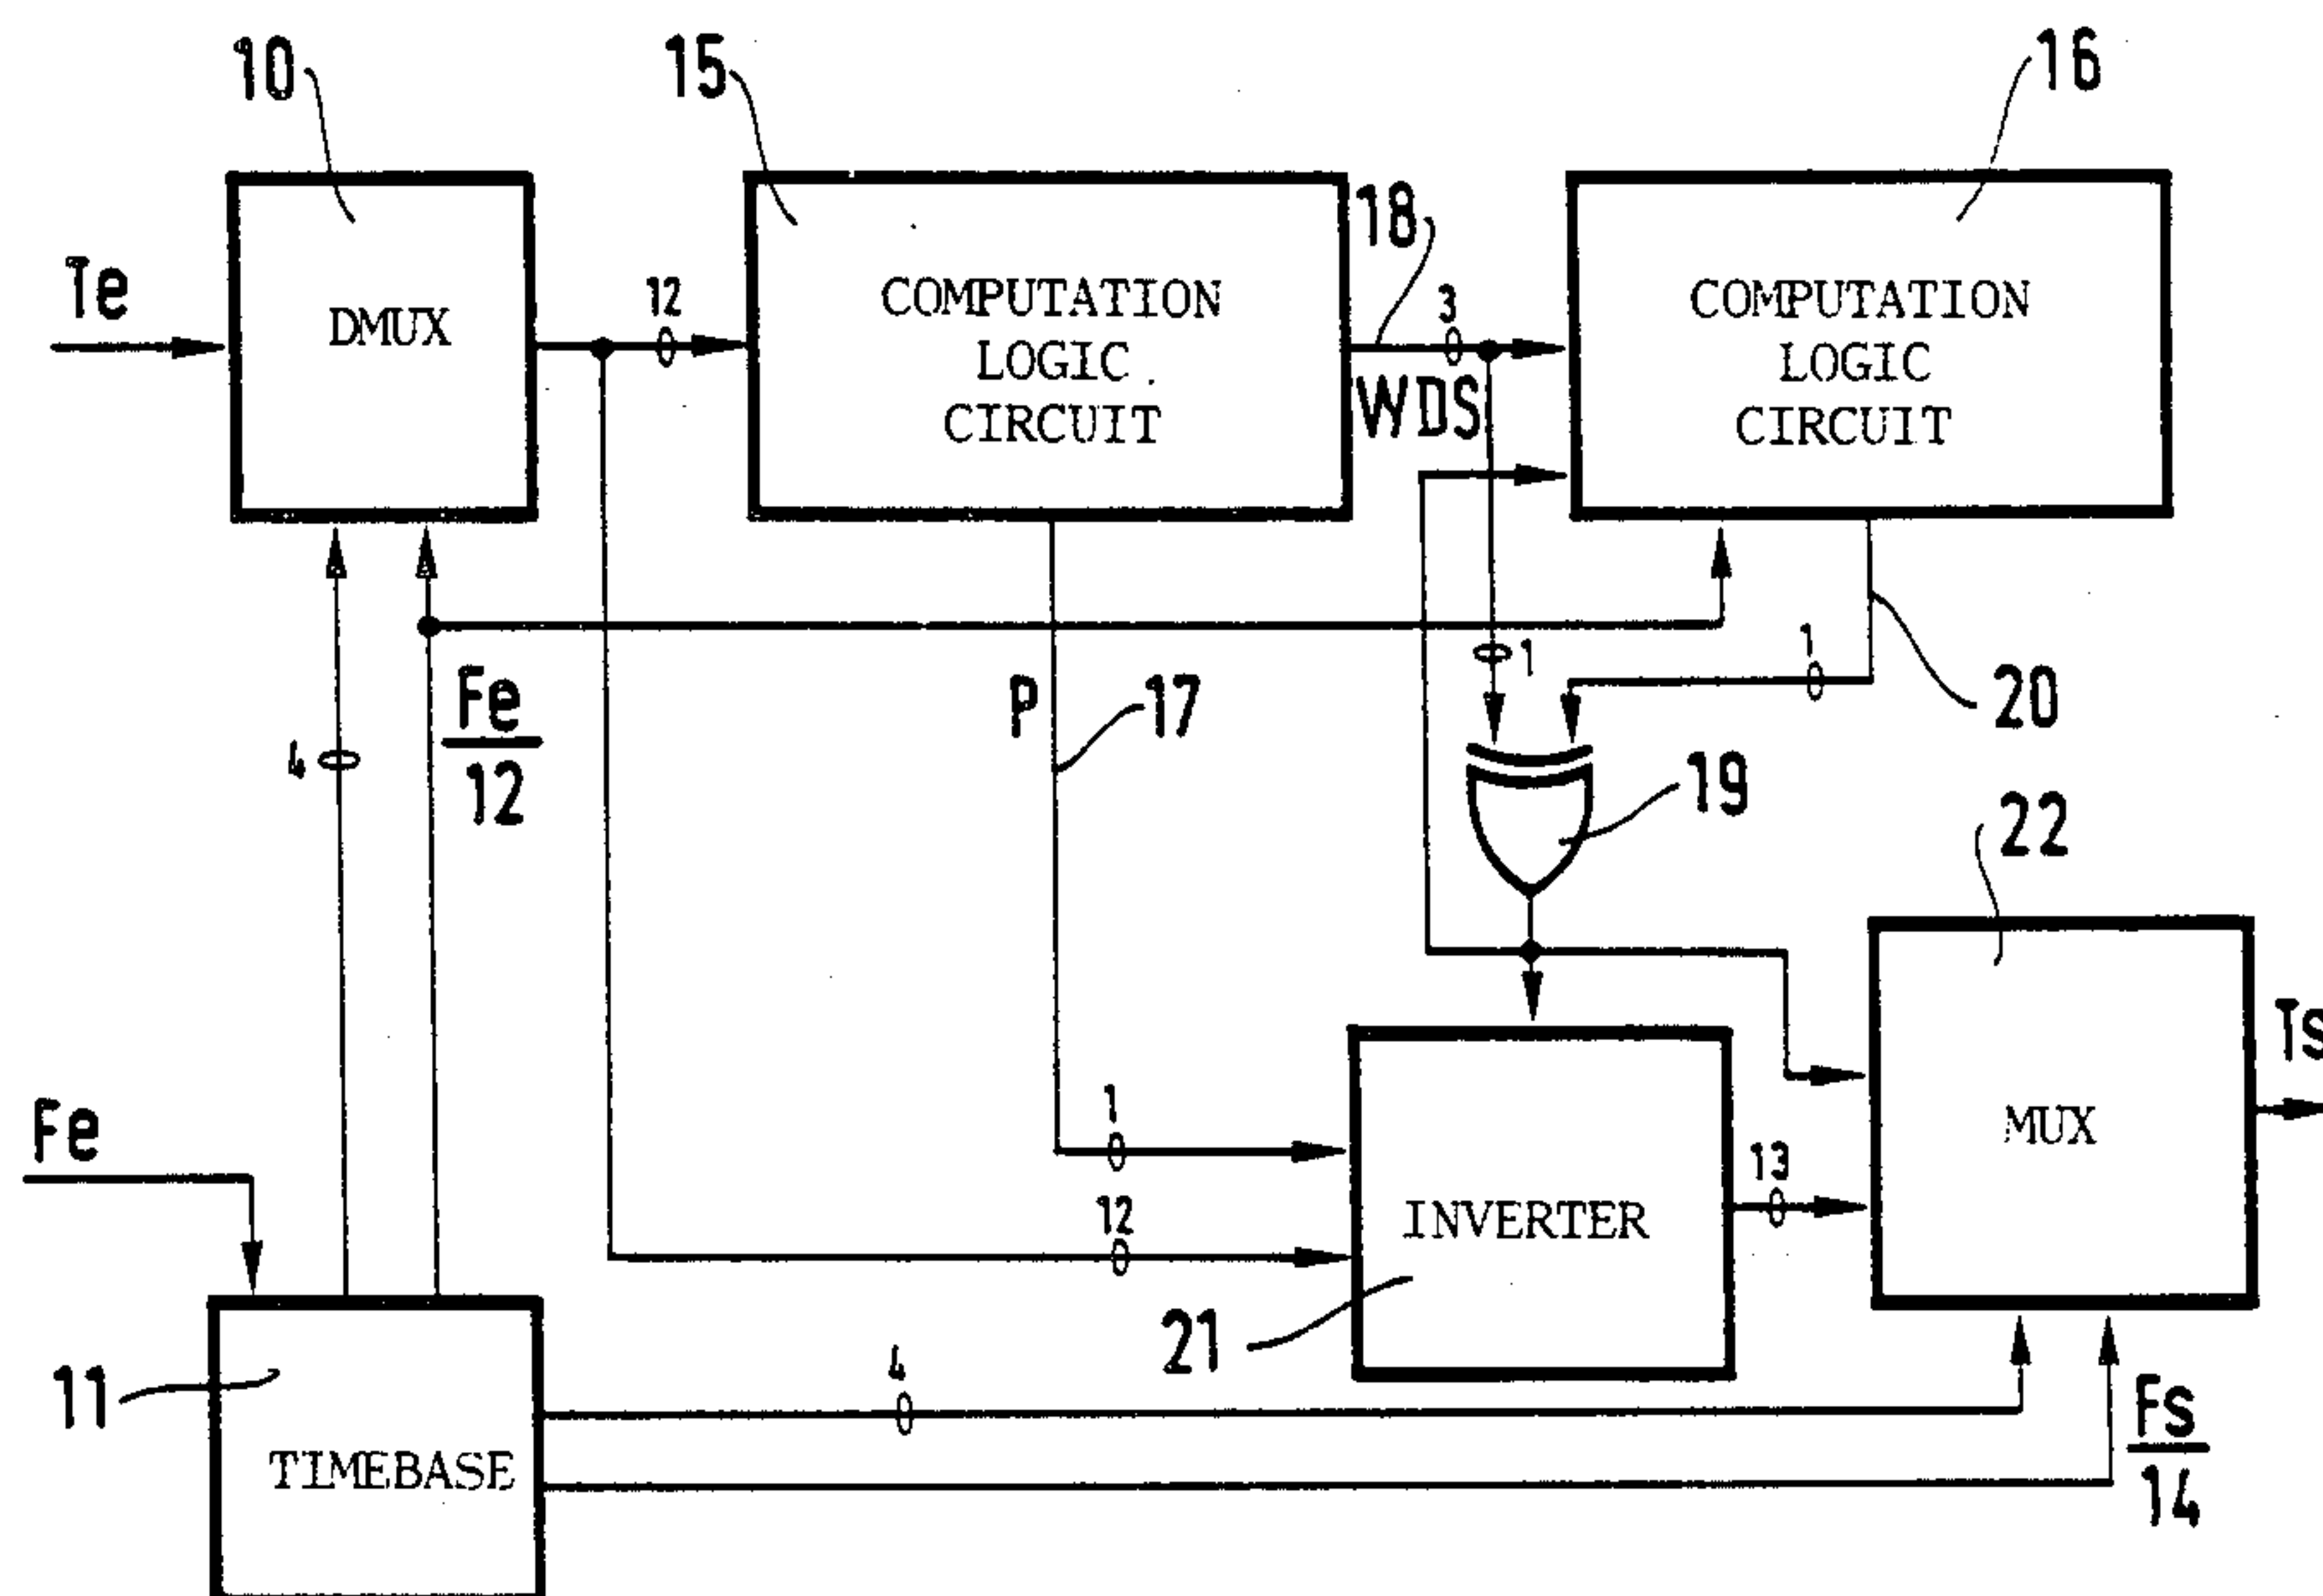 10
15
16
18
Te
12
DMUX
COMPUTATION
LOGIC
CIRCUIT
3
WDS
COMPUTATION
LOGIC
CIRCUIT
1
1
Fe
12
4
P
17
20
19
22
Ts
Fe
1
12
13
MUX
INVERTER
21
11
4
TIMEBASE
Fs
14